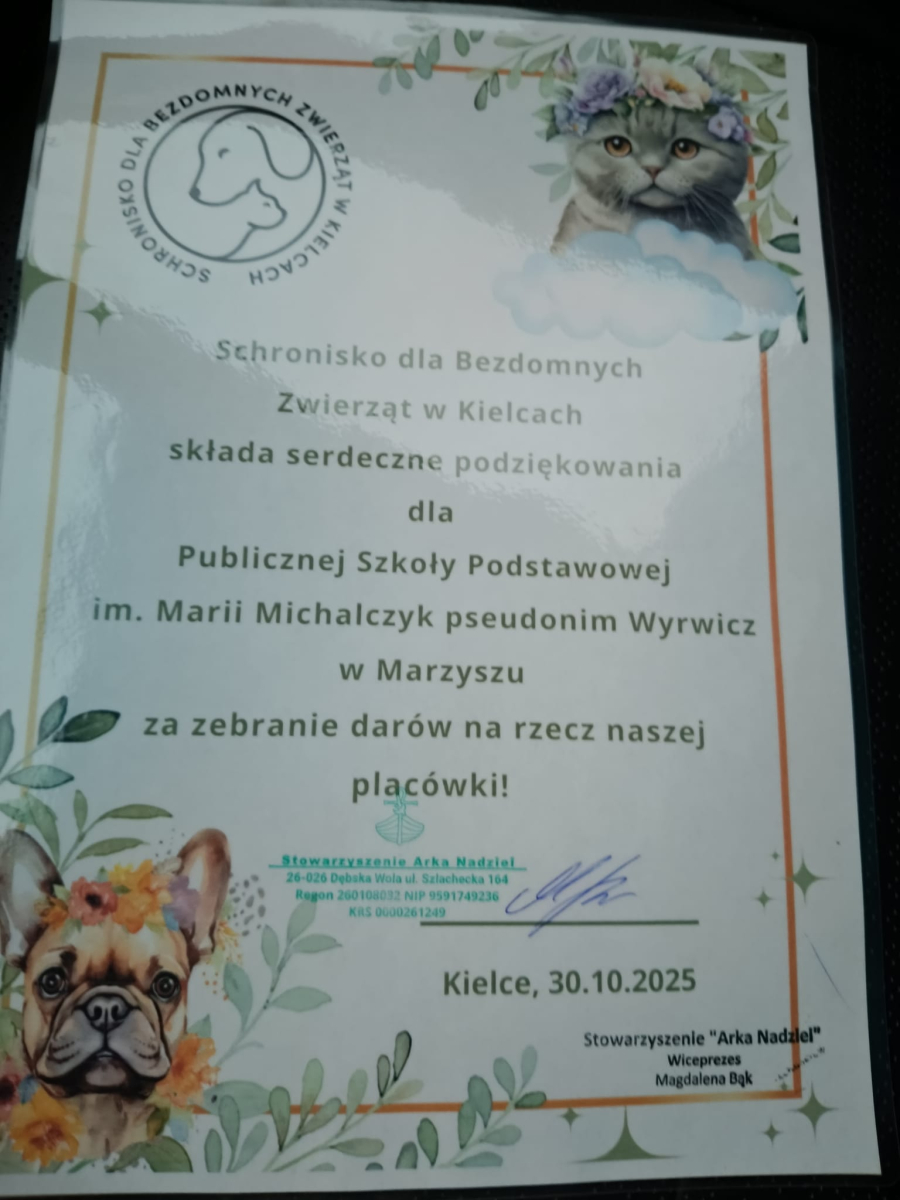 SCHRONISKO DLA BEZDOMNYCH ZWIERZĄT W KIELCACH
Schronisko dla Bezdomnych
Zwierząt w Kielcach
składa serdeczne podziękowania
dla
Publicznej Szkoły Podstawowej
im. Marii Michalczyk pseudonim Wyrwicz
w Marzyszu
za zebranie darów na rzecz naszej
placówki!
Stowarzyszenie Arka Nadziei
26-026 Dębska Wola ul. Szlachecka 164
Regon 260108032 NIP 9591749236
KRS 0000261249
Kielce, 30.10.2025
Stowarzyszenie "Arka Nadziei"
Wiceprezes
Magdalena Bąk